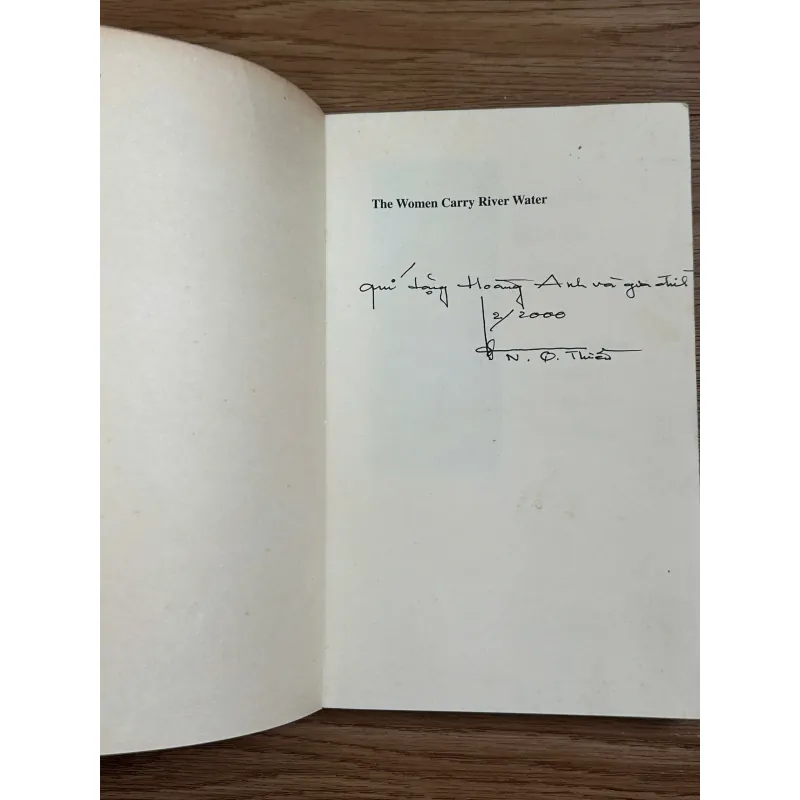 The Women Carry River Water
Quí tặng Hoàng Anh và gia đình
2/2000
N. Q. Thiều